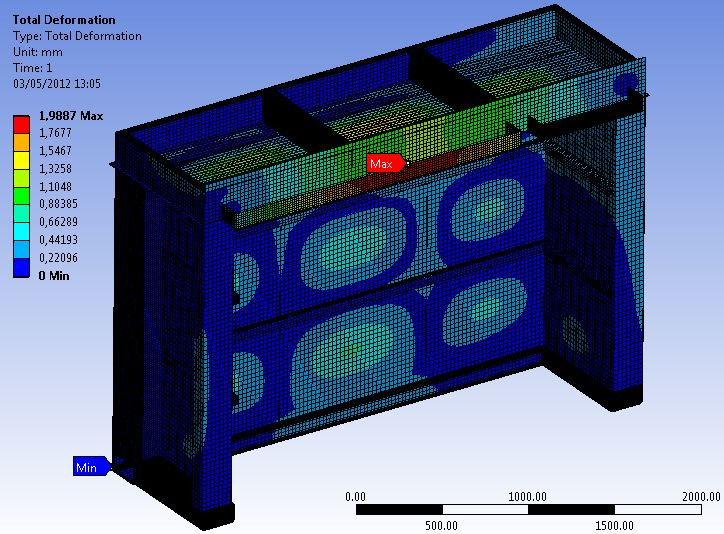 Total Deformation
Type: Total Deformation
Unit: mm
Time: 1
03/05/2012 13:05
1,9887 Max
1,7677
1,5467
1,3258
1,1048
0,88385
0,66289
0,44193
0,22096
0 Min
Max
Min
0.00 1000.00 2000.00
500.00 1500.00